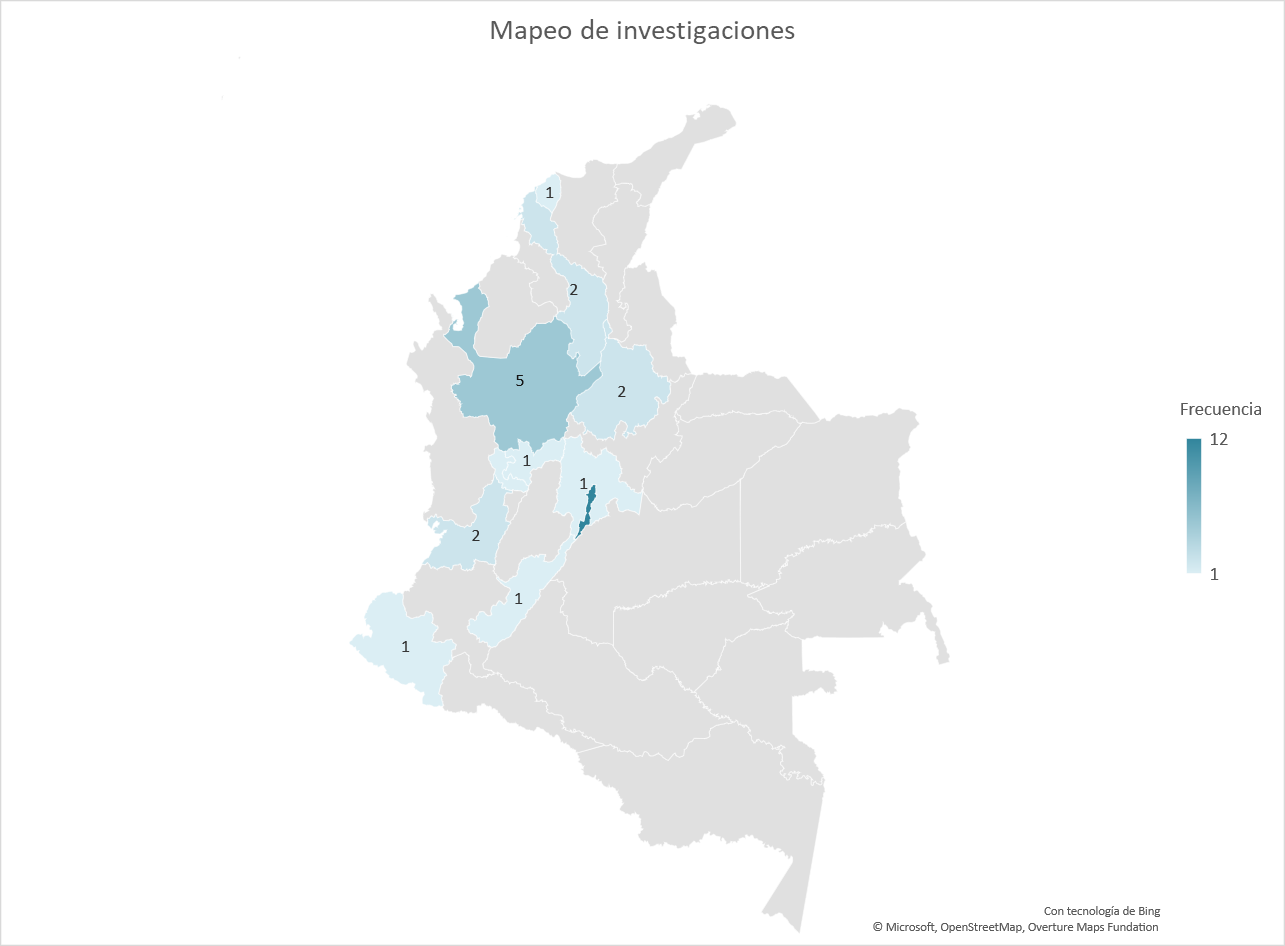 Mapeo de investigaciones
1
2
5
2
1
1
2
1
1
Frecuencia
12
1
Con tecnología de Bing
© Microsoft, OpenStreetMap, Overture Maps Fundation